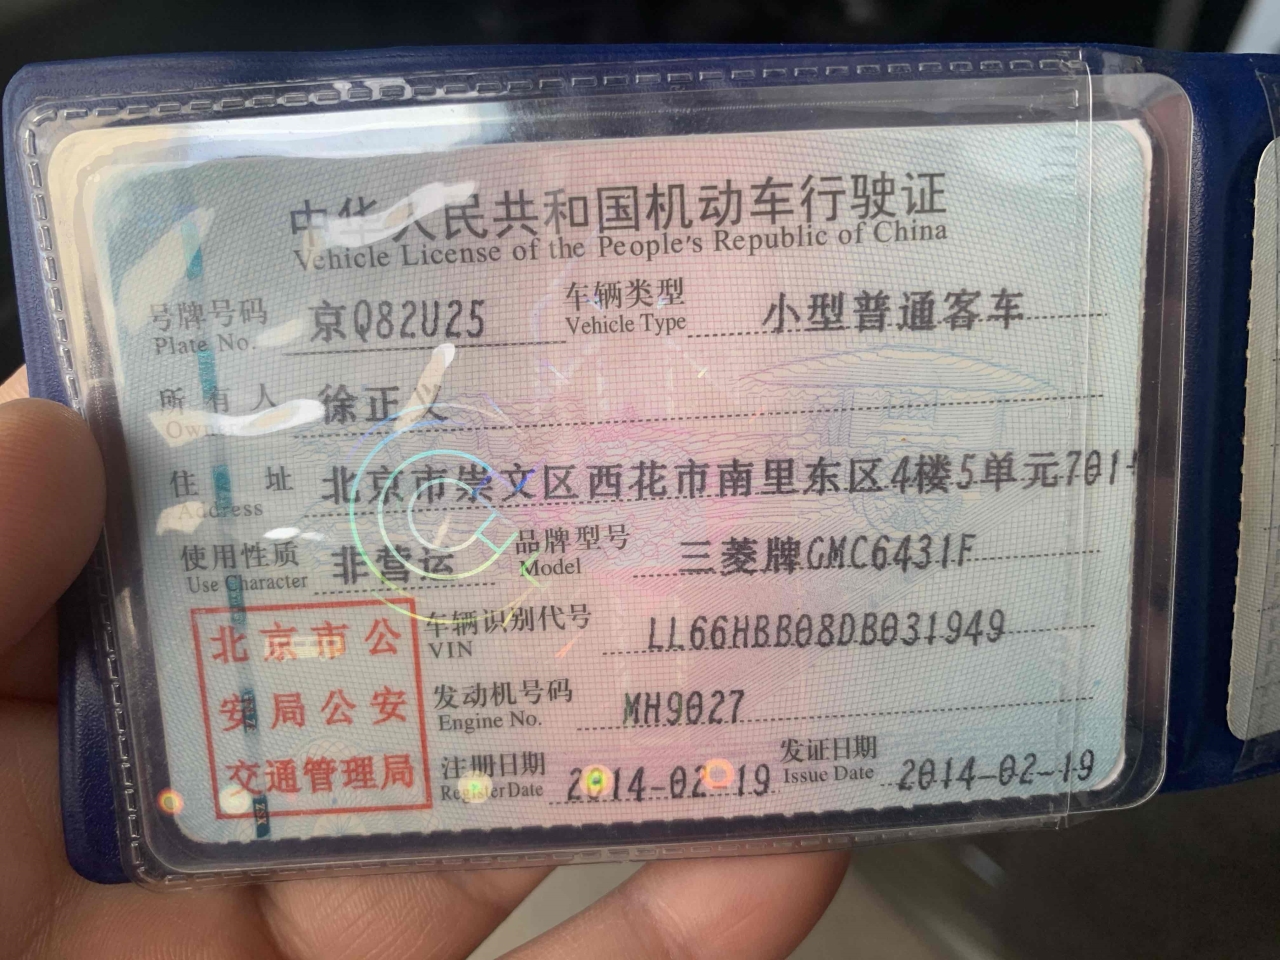 中华人民共和国机动车行驶证
Vehicle License of the People's Republic of China
号牌号码 京Q82U25 车辆类型 小型普通客车
Plate No. Vehicle Type
所有人 徐正义
Owner
住址 北京市崇文区西花市南里东区4楼5单元701
Address
使用性质 非营运 品牌型号 三菱牌GMC6431F
Use Character Model
北京市公
安局公安
交通管理局
车辆识别代号 LL66HBB08DB031949
VIN
发动机号码 MH9027
Engine No.
注册日期 2014-02-19 发证日期 2014-02-19
Register Date Issue Date